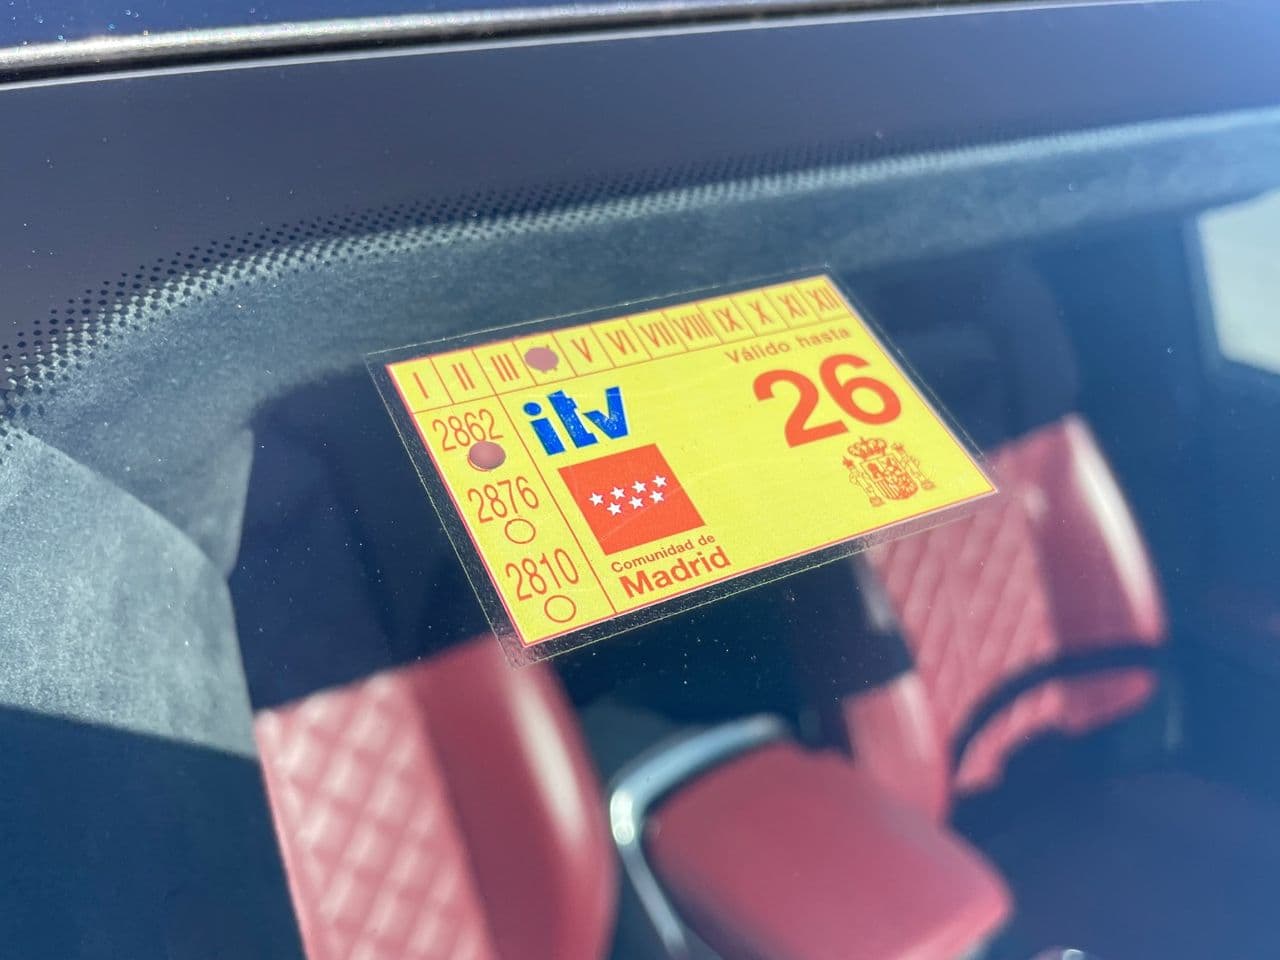 I II III V VI VII VIII IX X XI XII
Válido hasta
26
itv
2862
2876
2810
Comunidad de
Madrid